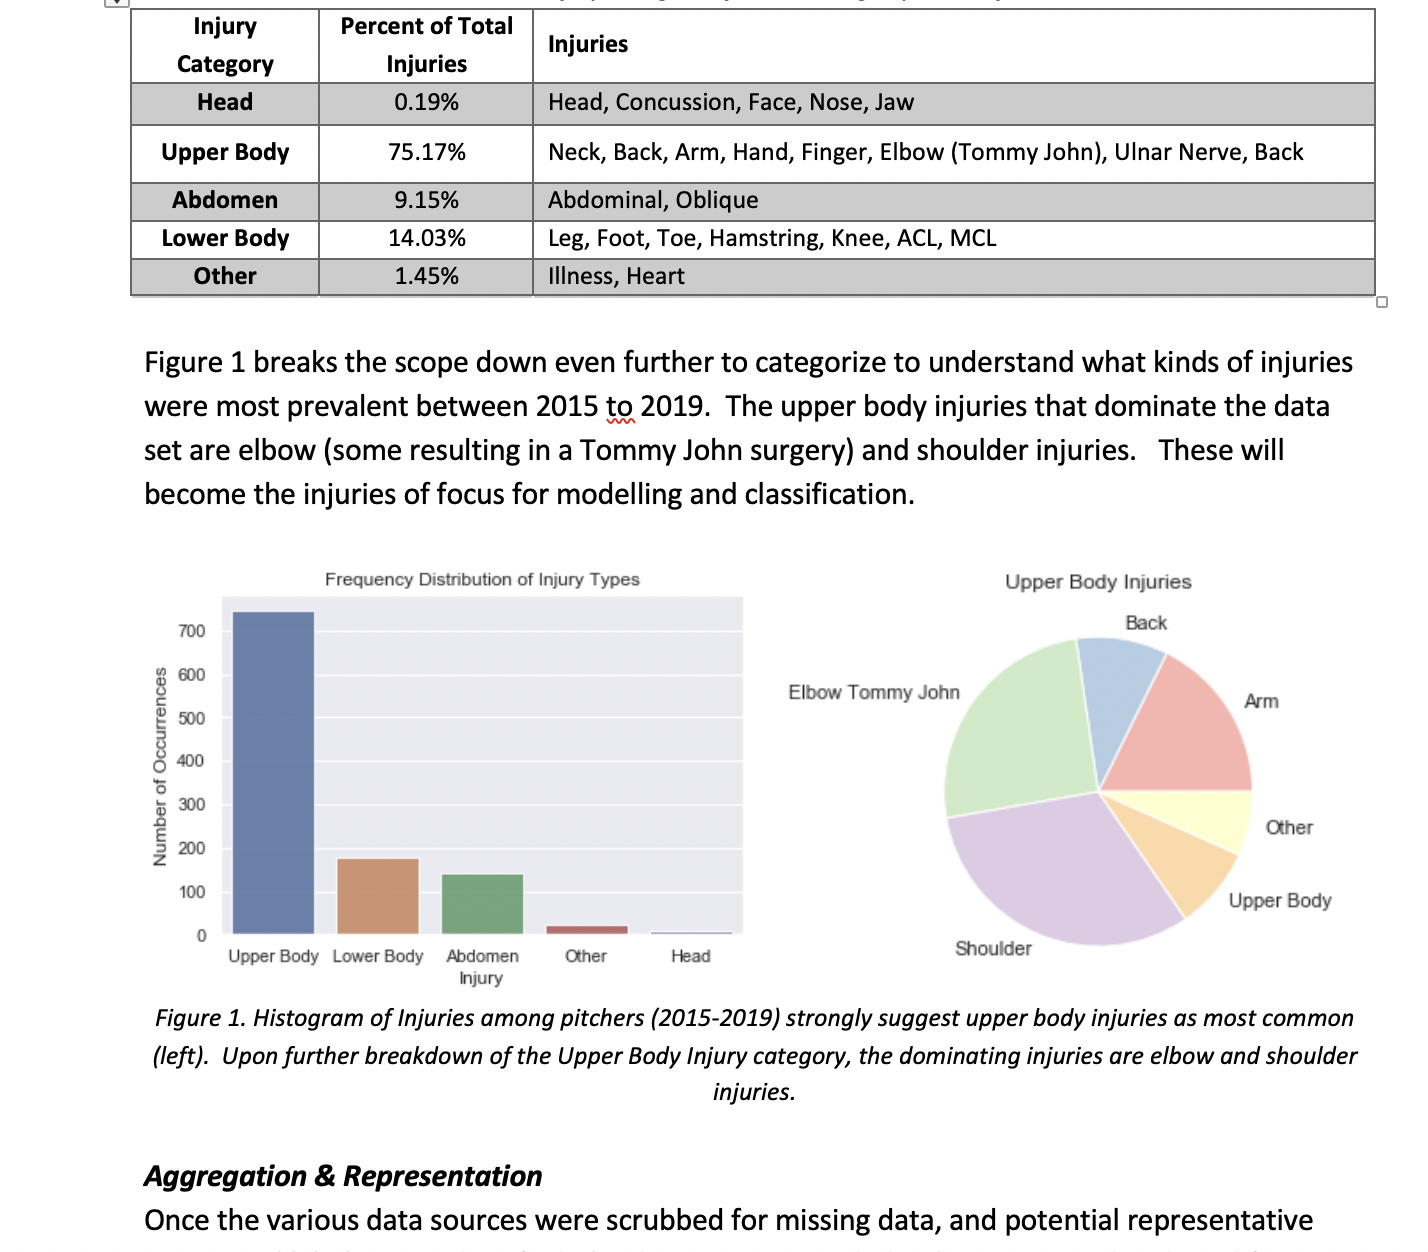 Injury Category
Percent of Total Injuries
Injuries
Head
0.19%
Head, Concussion, Face, Nose, Jaw
Upper Body
75.17%
Neck, Back, Arm, Hand, Finger, Elbow (Tommy John), Ulnar Nerve, Back
Abdomen
9.15%
Abdominal, Oblique
Lower Body
14.03%
Leg, Foot, Toe, Hamstring, Knee, ACL, MCL
Other
1.45%
Illness, Heart
Figure 1 breaks the scope down even further to categorize to understand what kinds of injuries
were most prevalent between 2015 to 2019.  The upper body injuries that dominate the data
set are elbow (some resulting in a Tommy John surgery) and shoulder injuries.   These will
become the injuries of focus for modelling and classification.
Frequency Distribution of Injury Types
Number of Occurrences
700
600
500
400
300
200
100
0
Upper Body
Lower Body
Abdomen
Other
Head
Injury
Upper Body Injuries
Back
Elbow Tommy John
Arm
Other
Upper Body
Shoulder
Figure 1. Histogram of Injuries among pitchers (2015-2019) strongly suggest upper body injuries as most common
(left).  Upon further breakdown of the Upper Body Injury category, the dominating injuries are elbow and shoulder
injuries.
Aggregation & Representation
Once the various data sources were scrubbed for missing data, and potential representative